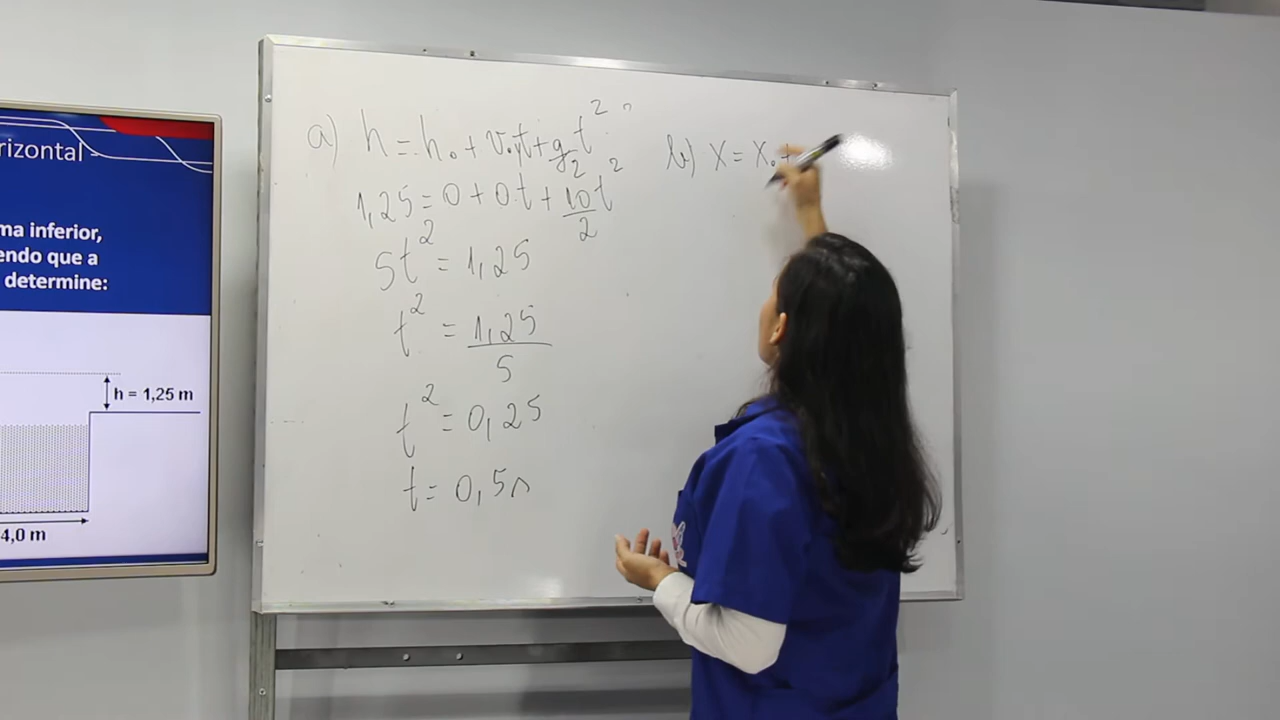 rizontal -
ma inferior,
endo que a
determine:
h = 1,25 m
4,0 m
a) h = h₀ + v₀.t + g/2 t²
1,25 = 0 + 0.t + 10/2 t²
5t² = 1,25
t² = 1,25/5
t² = 0,25
t = 0,5s
b) X = X₀ +